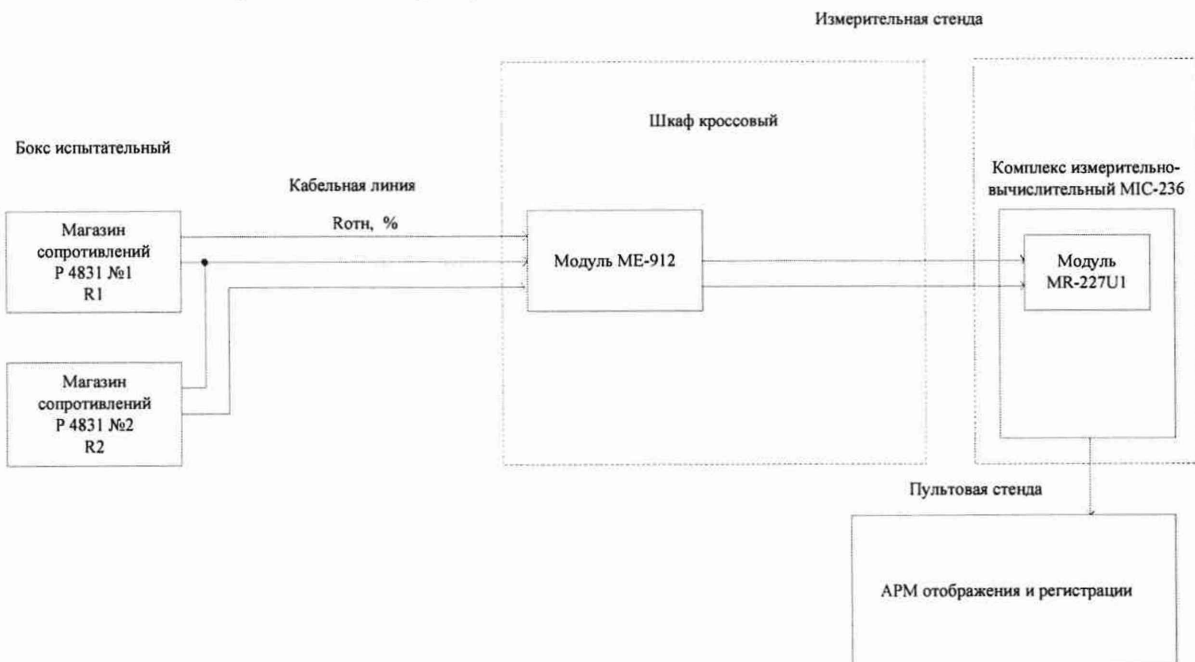 Измерительная стенда
Шкаф кроссовый
Бокс испытательный
Кабельная линия
Rотн, %
Комплекс измерительно-
вычислительный MIC-236
Магазин
сопротивлений
Р 4831 №1
R1
Модуль МЕ-912
Модуль
MR-227U1
Магазин
сопротивлений
Р 4831 №2
R2
Пультовая стенда
АРМ отображения и регистрации